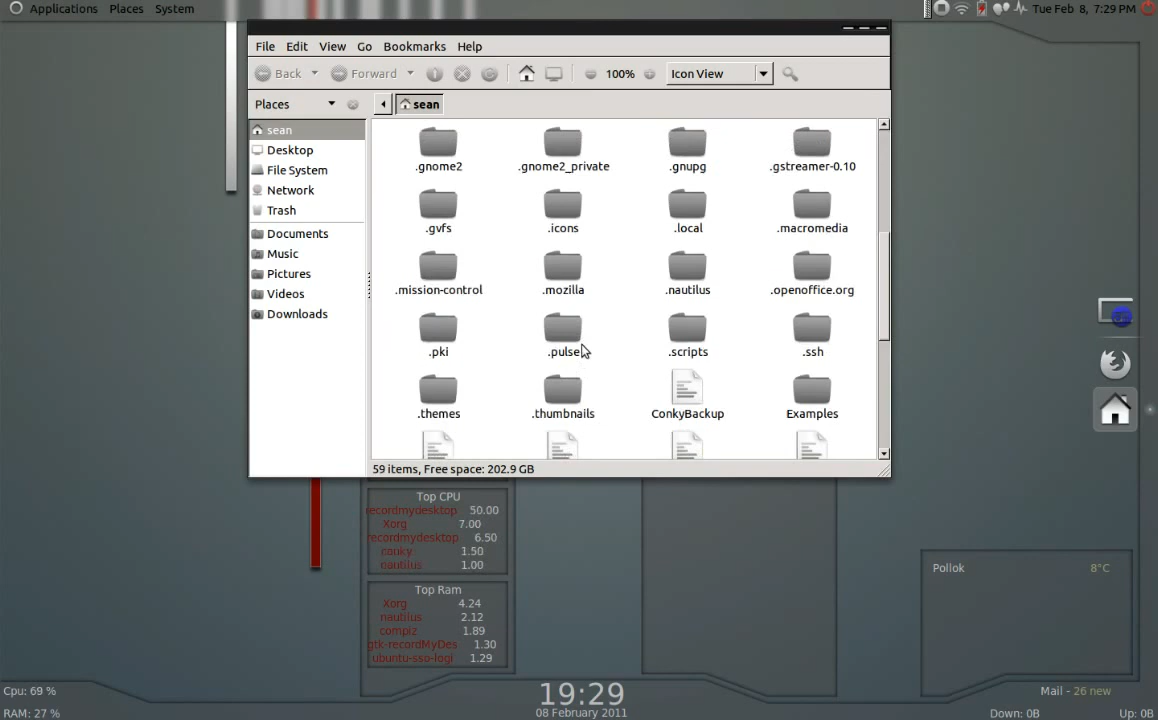 Applications Places System Tue Feb 8, 7:29 PM
File Edit View Go Bookmarks Help
Back Forward 100% Icon View
Places sean
sean
Desktop
File System
Network
Trash
Documents
Music
Pictures
Videos
Downloads
.gnome2 .gnome2_private .gnupg .gstreamer-0.10
.gvfs .icons .local .macromedia
.mission-control .mozilla .nautilus .openoffice.org
.pki .pulse .scripts .ssh
.themes .thumbnails ConkyBackup Examples
59 items, Free space: 202.9 GB
Top CPU
recordmydesktop 50.00
Xorg 7.00
recordmydesktop 6.50
conky 1.50
nautilus 1.00
Top Ram
Xorg 4.24
nautilus 2.12
compiz 1.89
gtk-recordMyDes 1.30
ubuntu-sso-logi 1.29
Pollok 8°C
Cpu: 69 %
RAM: 27 %
19:29
08 February 2011
Mail - 26 new
Down: 0B Up: 0B